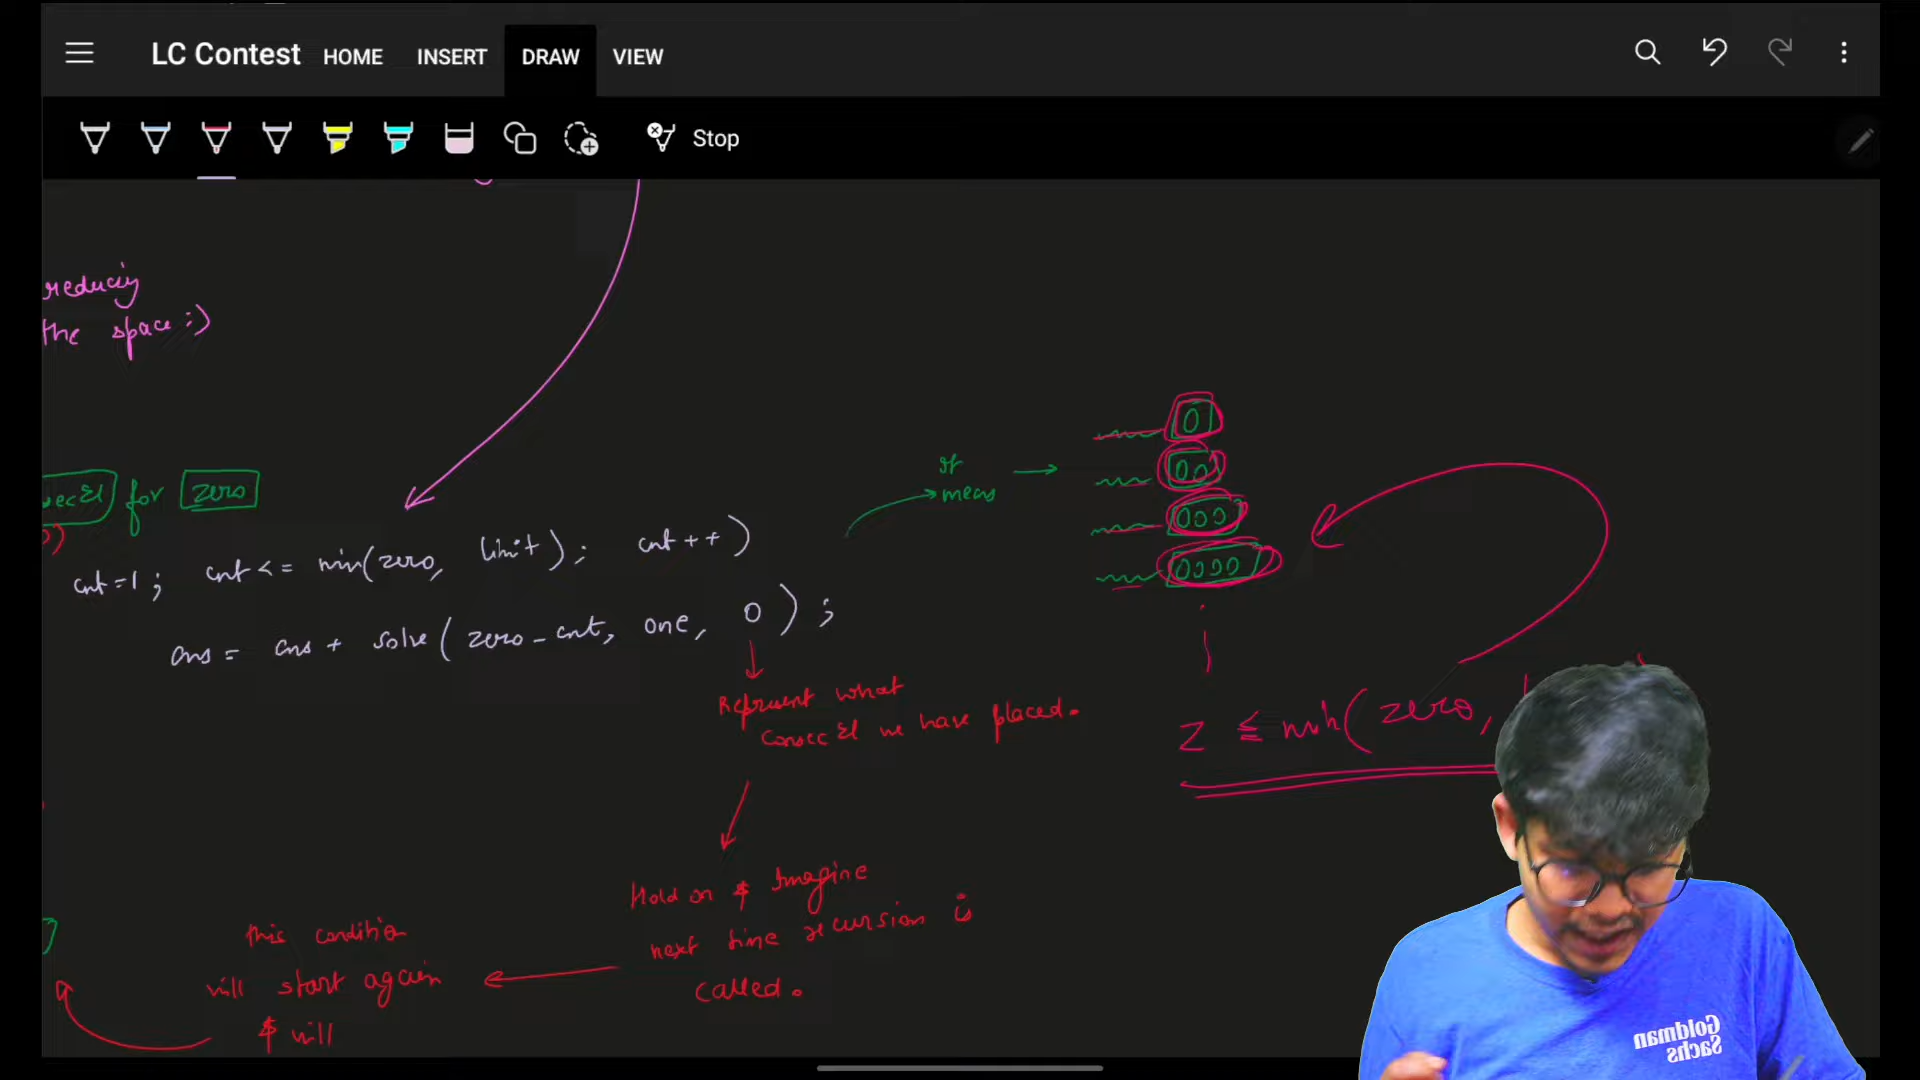 LC Contest HOME INSERT DRAW VIEW
Stop
reducing
the space :)
for zero
cnt=1; cnt <= min(zero, limit); cnt++)
ans = ans + solve(zero-cnt, one, 0);
It
means
0
00
000
0000
Represent what
consec el we have placed.
z ≤ min(zero,
Hold on & Imagine
next time recursion is
called.
this condition
will start again
& will
Goldman
Sachs